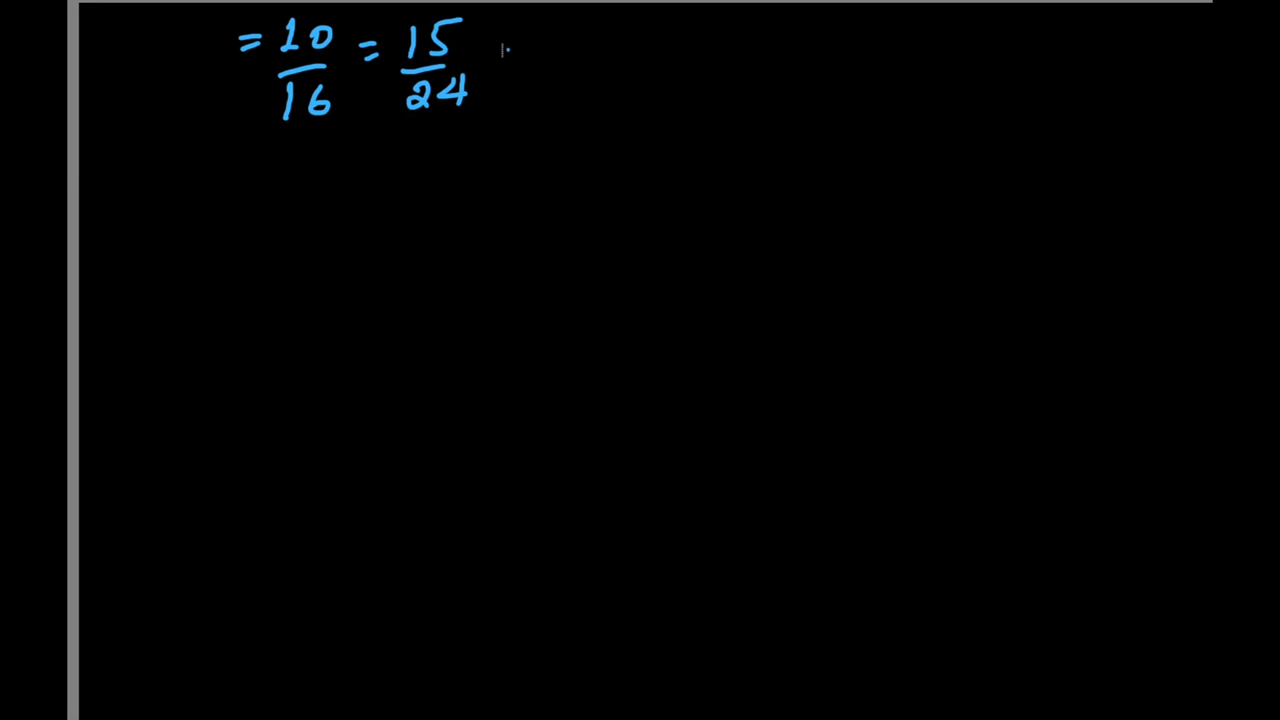 = 10/16 = 15/24